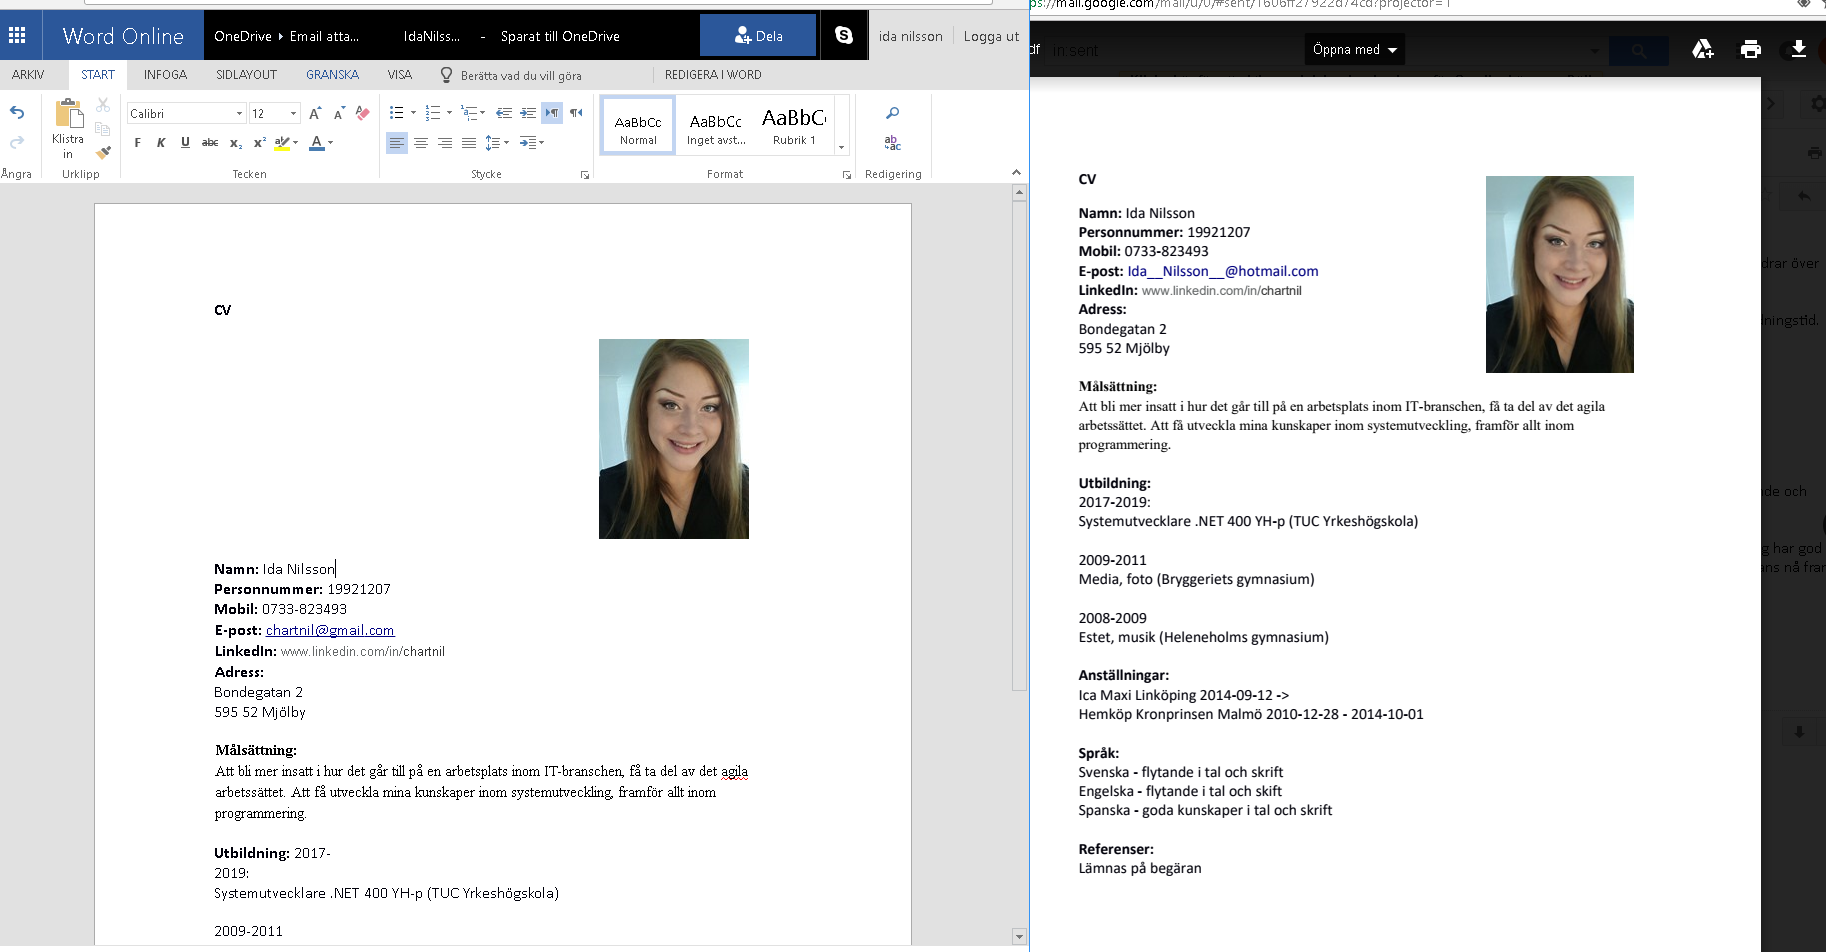 Word Online
OneDrive ▸ Email atta...
IdaNilss...
-
Sparat till OneDrive
Dela
ida nilsson
Logga ut
ARKIV
START
INFOGA
SIDLAYOUT
GRANSKA
VISA
Berätta vad du vill göra
REDIGERA I WORD
Klistra
in
Calibri
12
F K U abc x₂ x² aby A
AaBbCc
Normal
AaBbCc
Inget avst...
AaBbC
Rubrik 1
ab
ac
Ångra
Urklipp
Tecken
Stycke
Format
Redigering
CV
Namn: Ida Nilsson
Personnummer: 19921207
Mobil: 0733-823493
E-post: chartnil@gmail.com
LinkedIn: www.linkedin.com/in/chartnil
Adress:
Bondegatan 2
595 52 Mjölby
Målsättning:
Att bli mer insatt i hur det går till på en arbetsplats inom IT-branschen, få ta del av det agila
arbetssättet. Att få utveckla mina kunskaper inom systemutveckling, framför allt inom
programmering.
Utbildning: 2017-
2019:
Systemutvecklare .NET 400 YH-p (TUC Yrkeshögskola)
2009-2011
ps://mail.google.com/mail/u/0/#sent/1606ff27922d74cd?projector=1
df
in:sent
Öppna med
CV
Namn: Ida Nilsson
Personnummer: 19921207
Mobil: 0733-823493
E-post: Ida__Nilsson__@hotmail.com
LinkedIn: www.linkedin.com/in/chartnil
Adress:
Bondegatan 2
595 52 Mjölby
Målsättning:
Att bli mer insatt i hur det går till på en arbetsplats inom IT-branschen, få ta del av det agila
arbetssättet. Att få utveckla mina kunskaper inom systemutveckling, framför allt inom
programmering.
Utbildning:
2017-2019:
Systemutvecklare .NET 400 YH-p (TUC Yrkeshögskola)
2009-2011
Media, foto (Bryggeriets gymnasium)
2008-2009
Estet, musik (Heleneholms gymnasium)
Anställningar:
Ica Maxi Linköping 2014-09-12 ->
Hemköp Kronprinsen Malmö 2010-12-28 - 2014-10-01
Språk:
Svenska - flytande i tal och skrift
Engelska - flytande i tal och skift
Spanska - goda kunskaper i tal och skrift
Referenser:
Lämnas på begäran
drar över
dningstid.
de och
g har god
ans nå fram